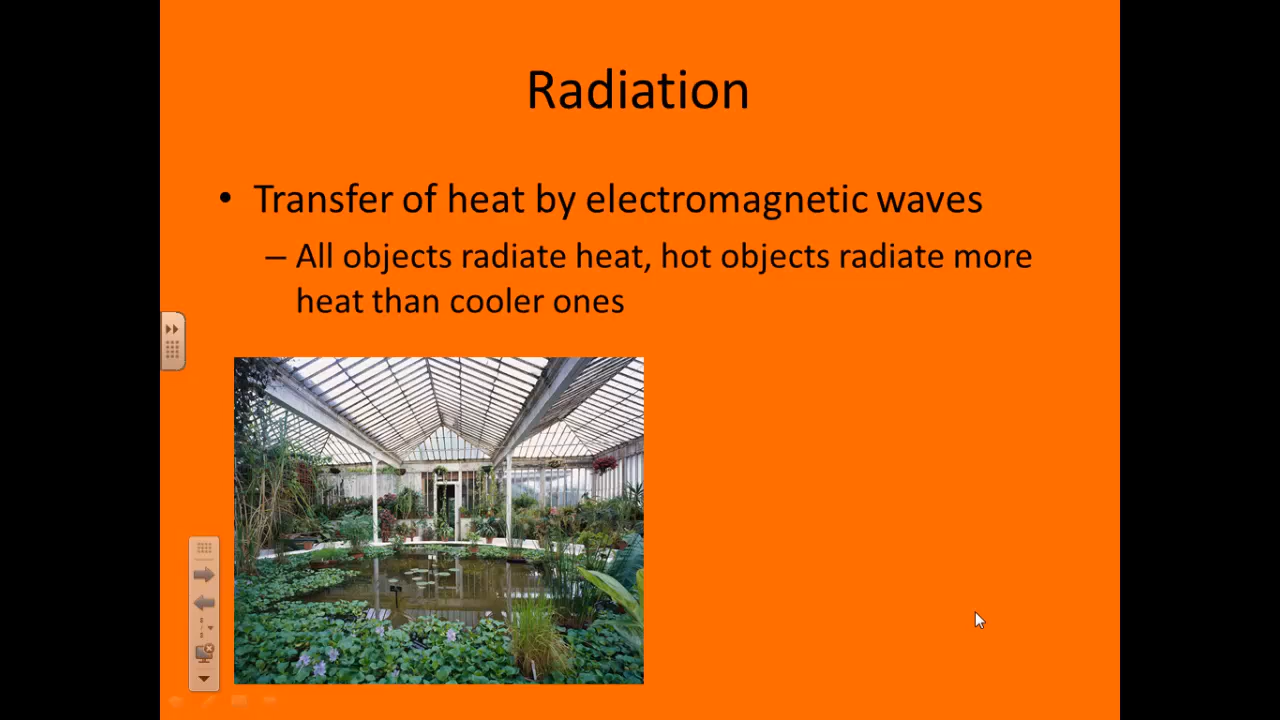 Radiation
• Transfer of heat by electromagnetic waves
– All objects radiate heat, hot objects radiate more
heat than cooler ones